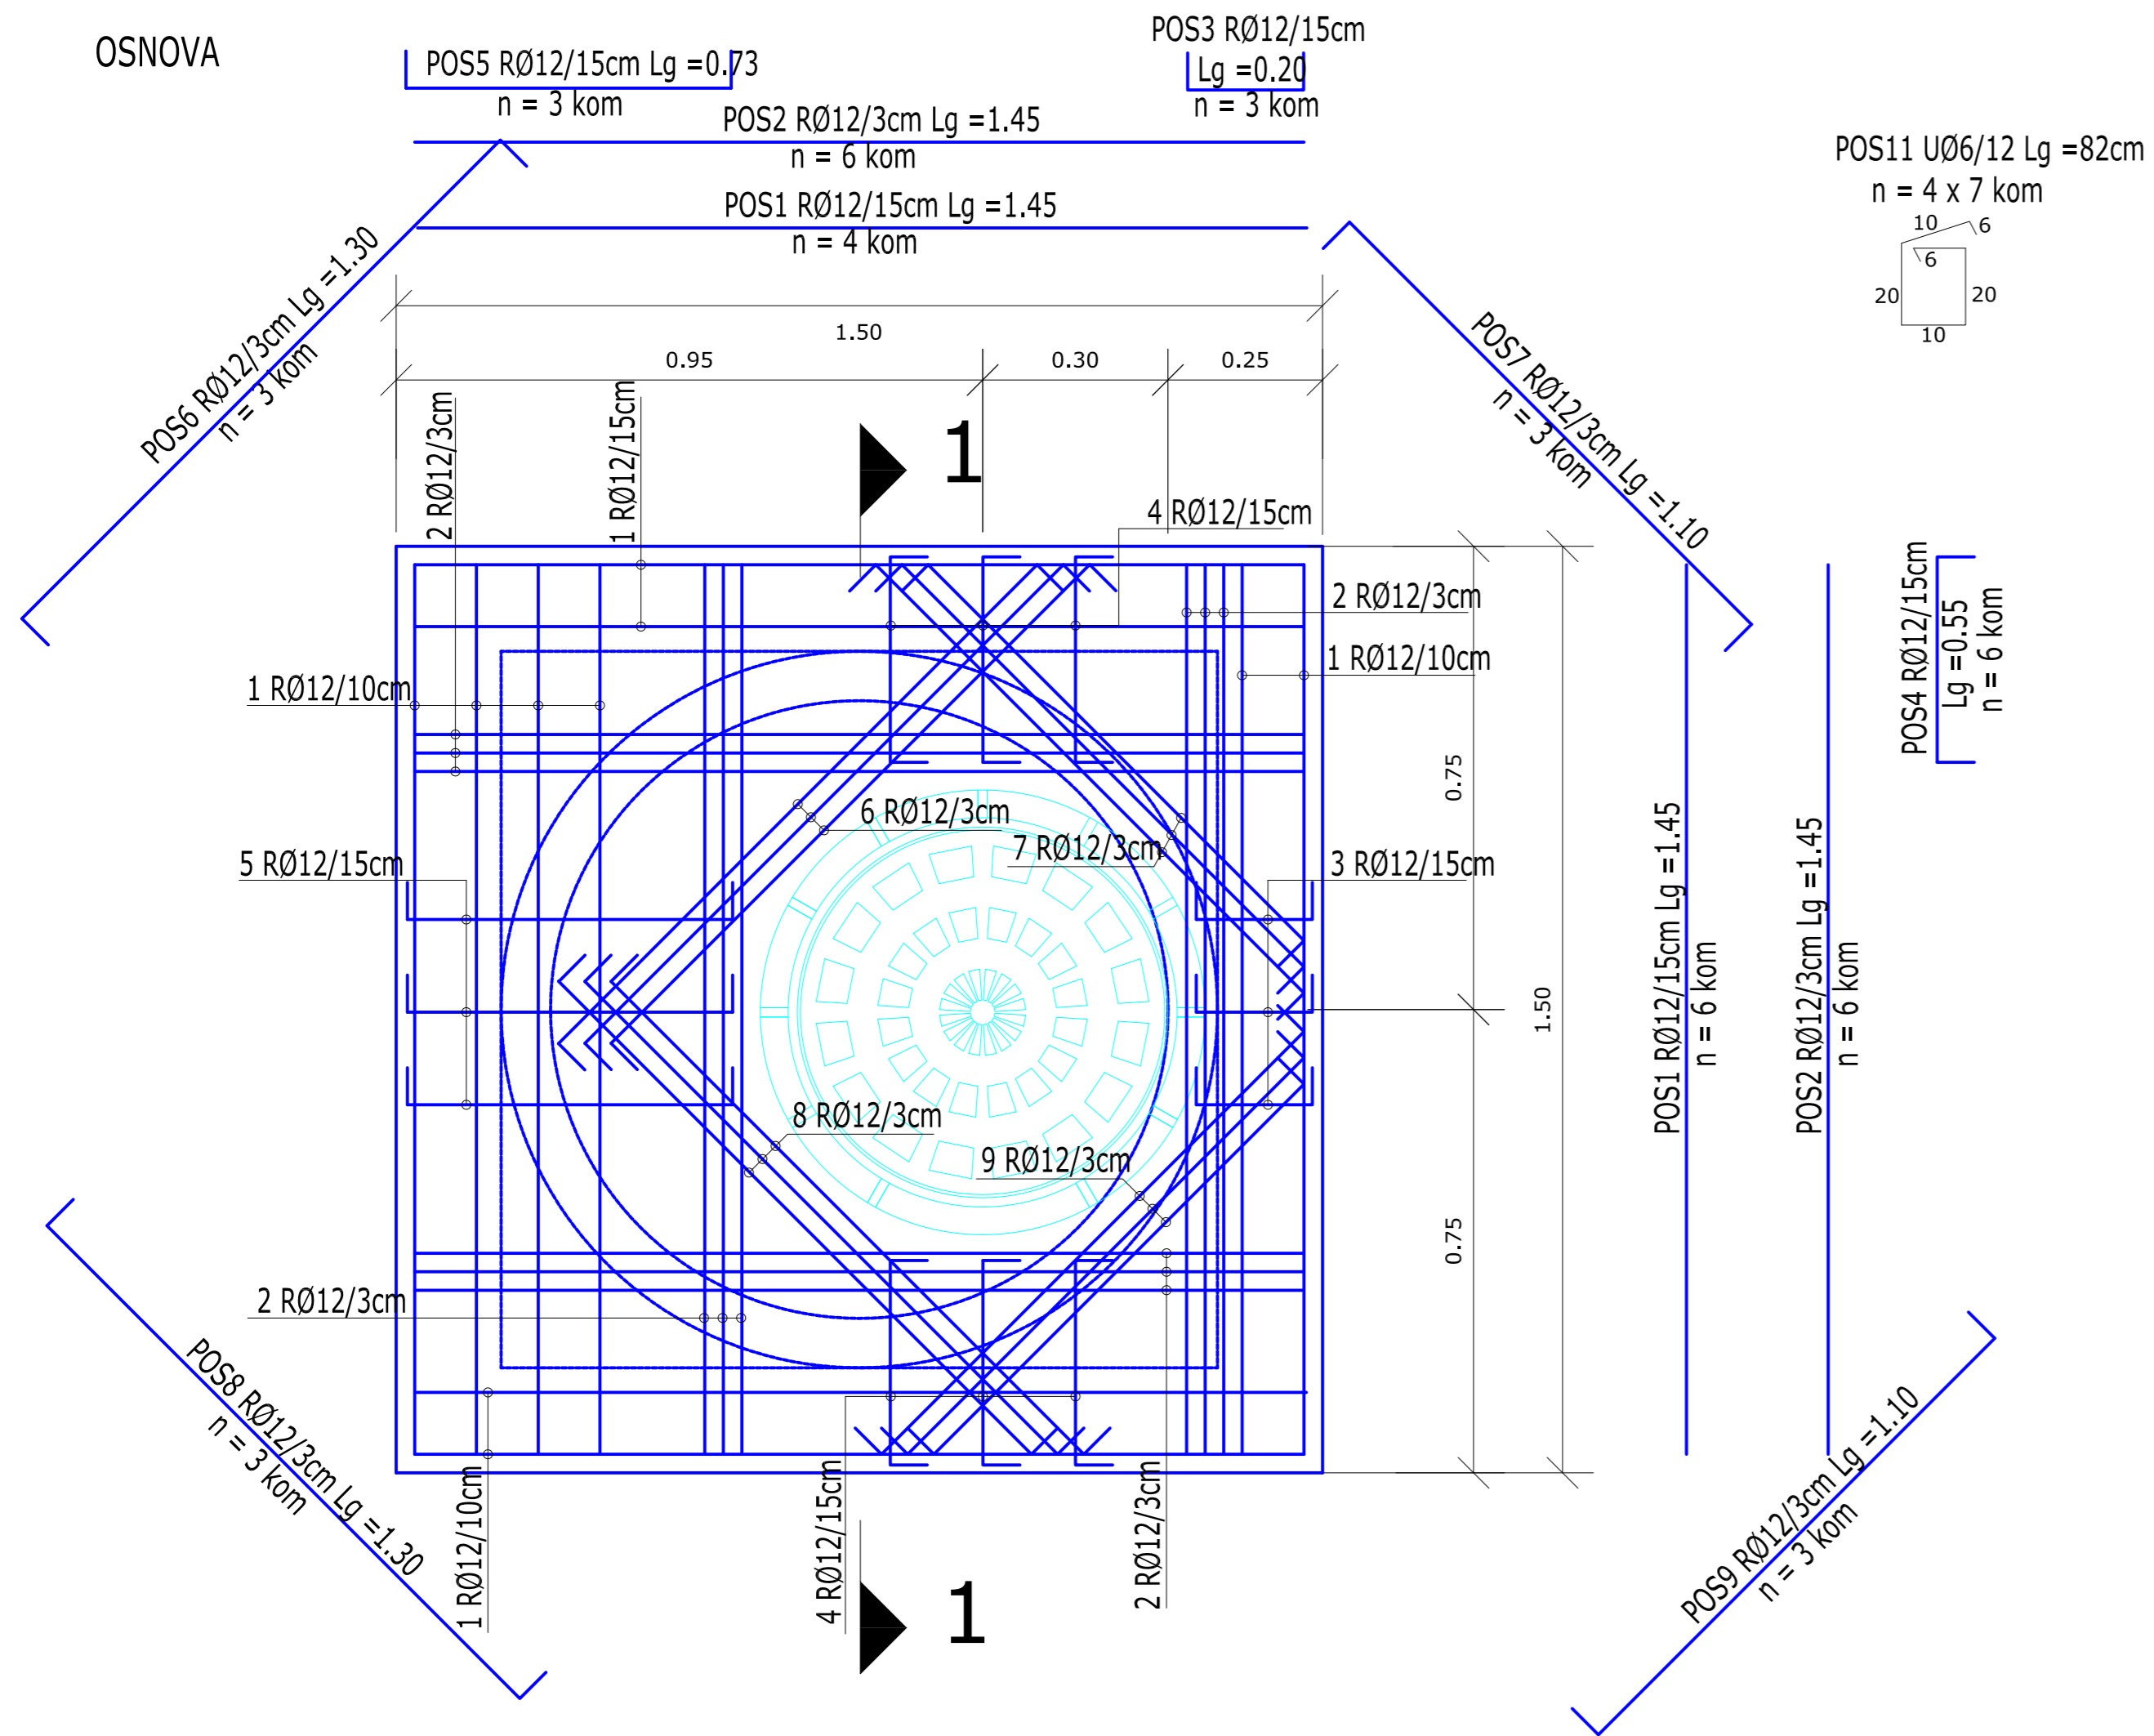 OSNOVA
POS5 RØ12/15cm Lg =0.73
n = 3 kom
POS3 RØ12/15cm
Lg =0.20
n = 3 kom
POS2 RØ12/3cm Lg =1.45
n = 6 kom
POS1 RØ12/15cm Lg =1.45
n = 4 kom
POS11 UØ6/12 Lg =82cm
n = 4 x 7 kom
10
6
6
20
20
10
POS6 RØ12/3cm Lg =1.30
n = 3 kom
POS7 RØ12/3cm Lg =1.10
n = 3 kom
1.50
0.95
0.30
0.25
2 RØ12/3cm
1 RØ12/15cm
1
4 RØ12/15cm
2 RØ12/3cm
1 RØ12/10cm
1 RØ12/10cm
POS4 RØ12/15cm
Lg =0.55
n = 6 kom
0.75
6 RØ12/3cm
7 RØ12/3cm
5 RØ12/15cm
3 RØ12/15cm
POS1 RØ12/15cm Lg =1.45
n = 6 kom
POS2 RØ12/3cm Lg =1.45
n = 6 kom
1.50
8 RØ12/3cm
9 RØ12/3cm
0.75
2 RØ12/3cm
POS8 RØ12/3cm Lg =1.30
n = 3 kom
1 RØ12/10cm
4 RØ12/15cm
2 RØ12/3cm
1
POS9 RØ12/3cm Lg =1.10
n = 3 kom